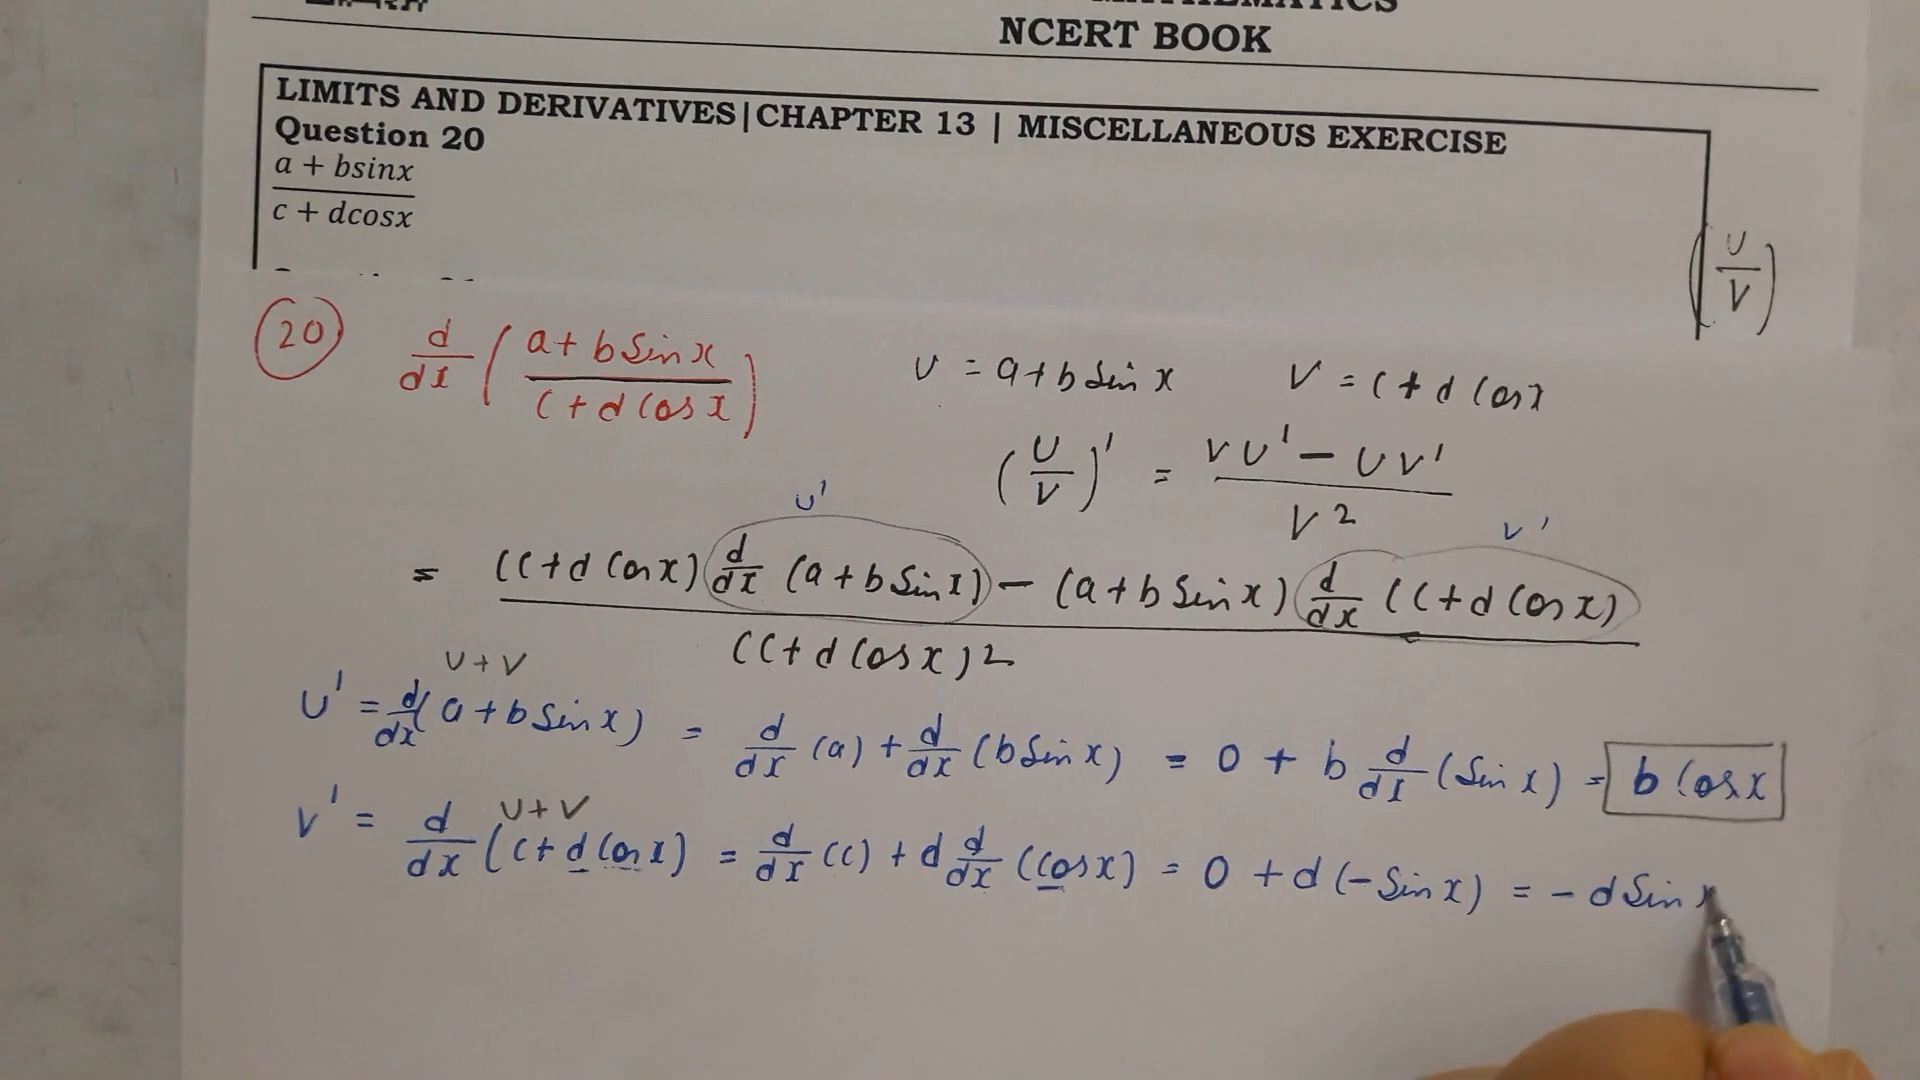 NCERT BOOK
LIMITS AND DERIVATIVES|CHAPTER 13 | MISCELLANEOUS EXERCISE
Question 20
a + bsinx
c + dcosx
(U/V)
20 d/dx ( a + b Sin x / C + d Cos x )
U = a + b Sin x V = C + d Cos x
(U/V)' = VU' - UV' / V²
U' V'
= (C + d Cos x) d/dx (a + b Sin x) - (a + b Sin x) d/dx (C + d Cos x)
(C + d Cos x)2
U + V
U' = d/dx (a + b Sin x) = d/dx (a) + d/dx (b Sin x) = 0 + b d/dx (Sin x) = b Cos x
U + V
V' = d/dx (C + d Cos x) = d/dx (C) + d d/dx (Cos x) = 0 + d (- Sin x) = - d Sin x